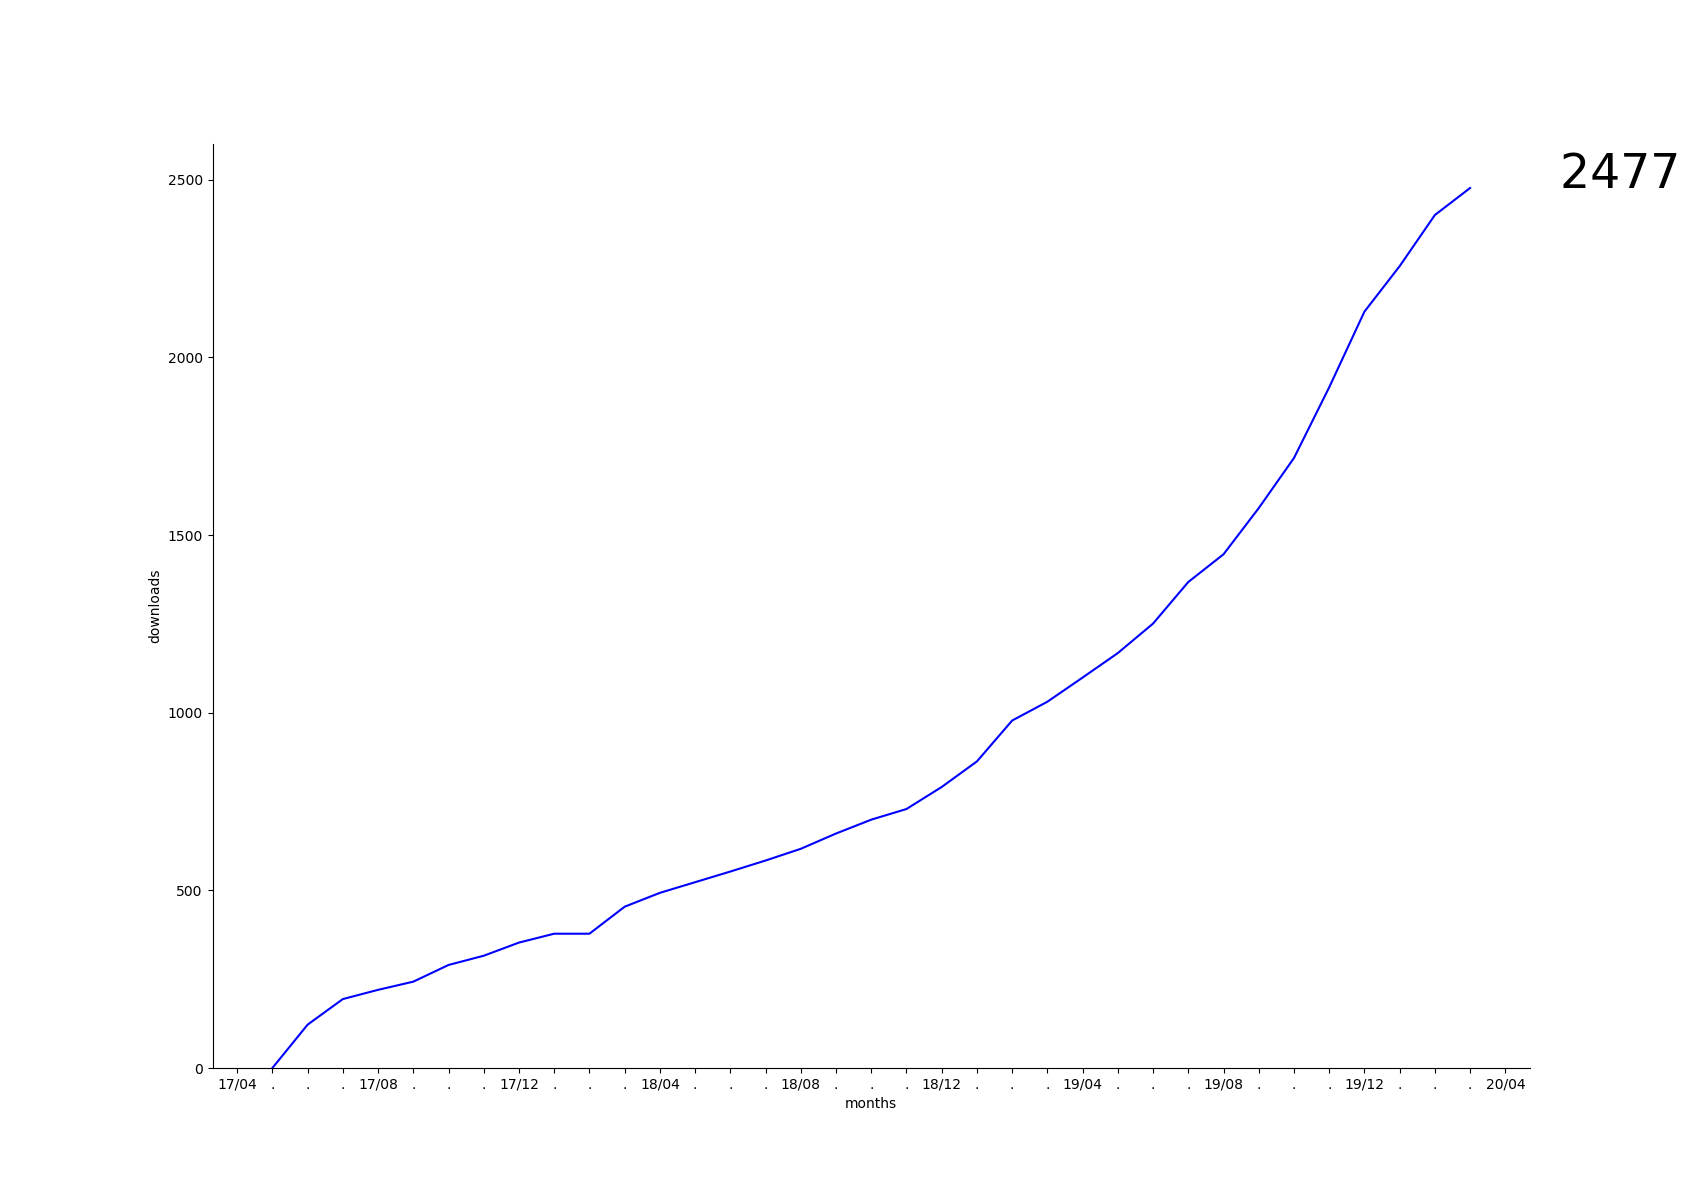 2477
2500
2000
1500
1000
500
0
downloads
17/04 . . . 17/08 . . . 17/12 . . . 18/04 . . . 18/08 . . . 18/12 . . . 19/04 . . . 19/08 . . . 19/12 . . . 20/04
months